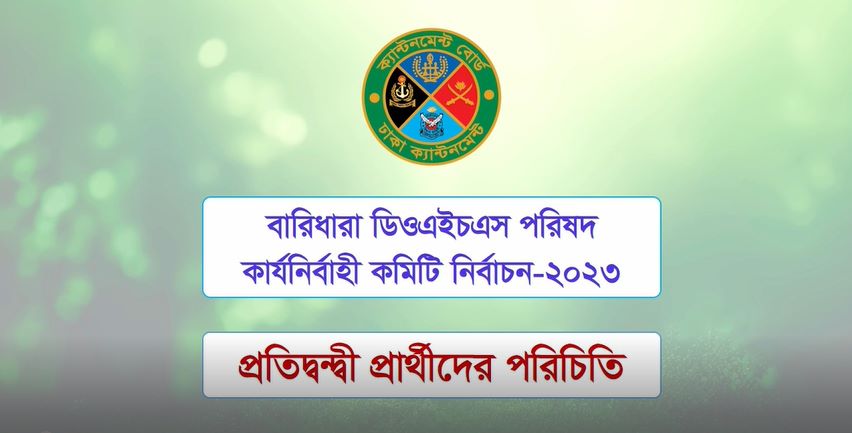 ক্যান্টনমেন্ট বোর্ড
ঢাকা ক্যান্টনমেন্ট
বারিধারা ডিওএইচএস পরিষদ
কার্যনির্বাহী কমিটি নির্বাচন-২০২৩
প্রতিদ্বন্দ্বী প্রার্থীদের পরিচিতি